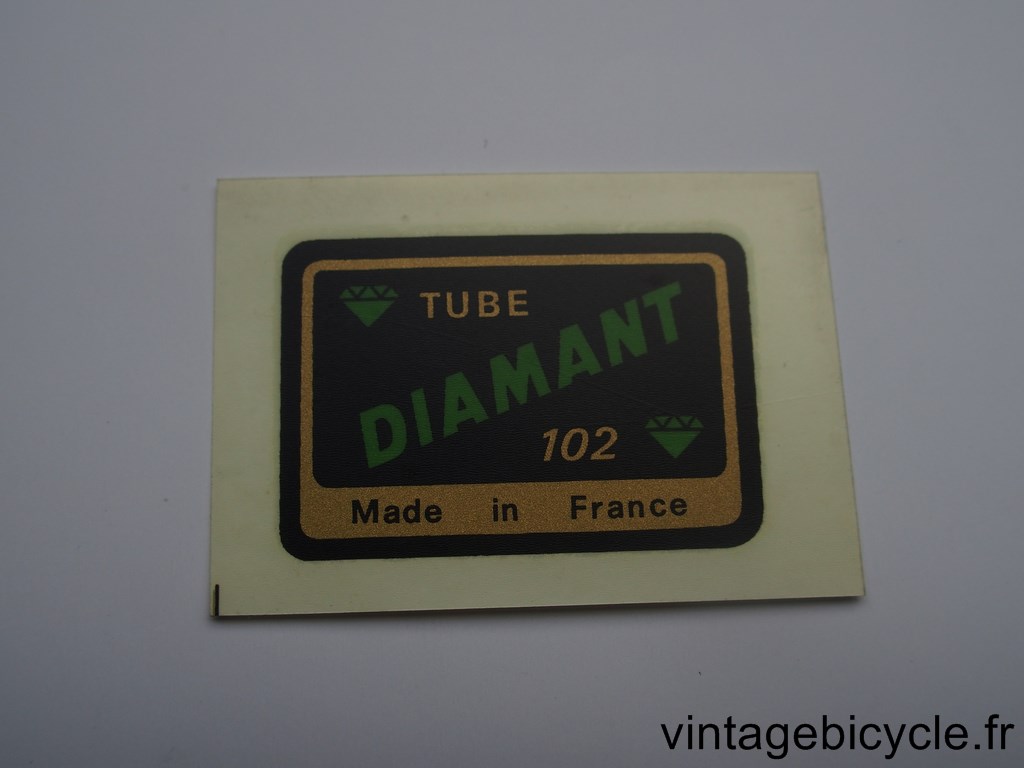 TUBE
DIAMANT
102
Made in France
vintagebicycle.fr